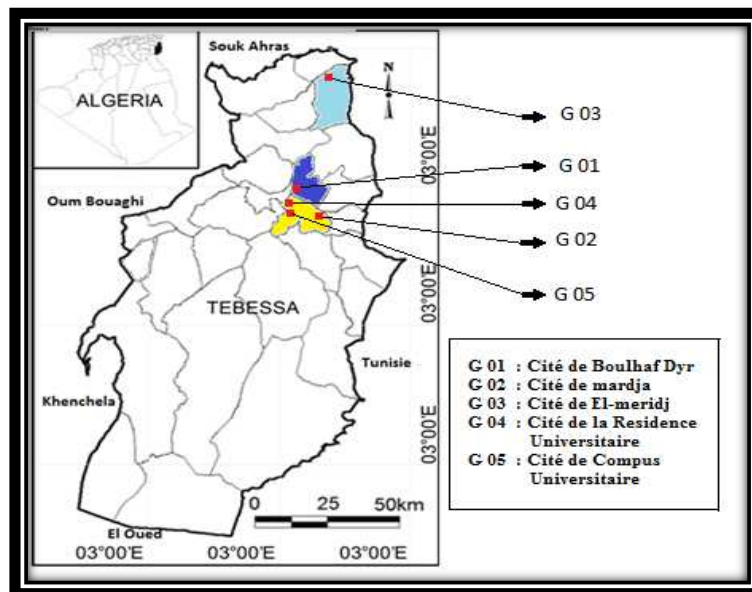 Souk Ahras
N
ALGERIA
G 03
03°00'E
G 01
Oum Bouaghi
G 04
G 02
G 05
TEBESSA
03°00'E
Tunisie
Khenchela
03°00'E
0 25 50km
El Oued
03°00'E 03°00'E 03°00'E
G 01 : Cité de Boulhaf Dyr
G 02 : Cité de mardja
G 03 : Cité de El-meridj
G 04 : Cité de la Residence
Universitaire
G 05 : Cité de Compus
Universitaire